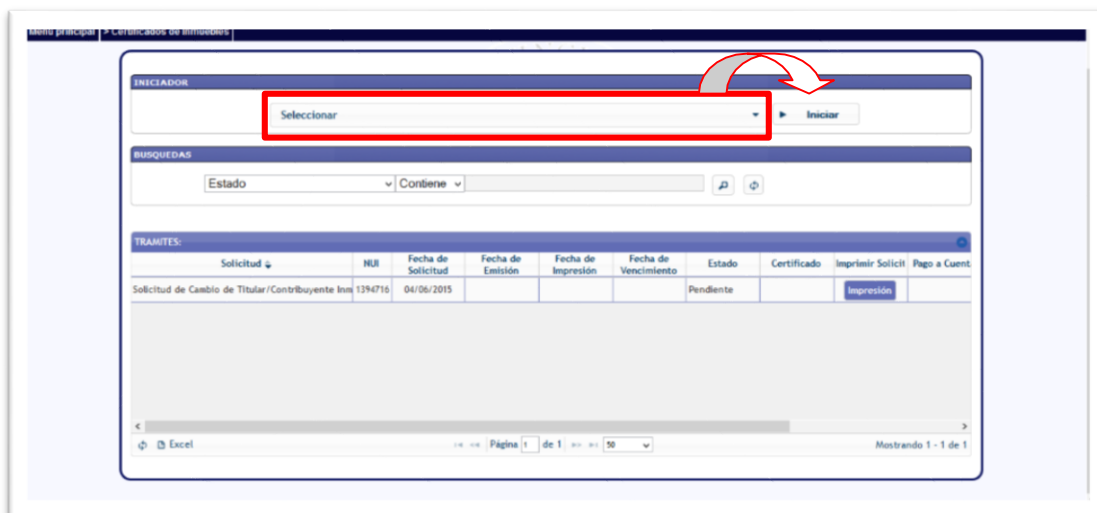 Menú principal > Certificados de Inmuebles
INICIADOR
Seleccionar
Iniciar
BUSQUEDAS
Estado Contiene
TRAMITES:
Solicitud NUI Fecha de Solicitud Fecha de Emisión Fecha de Impresión Fecha de Vencimiento Estado Certificado Imprimir Solicit Pago a Cuent
Solicitud de Cambio de Titular/Contribuyente Inm 1394716 04/06/2015 Pendiente Impresión
Excel Página 1 de 1 50 Mostrando 1 - 1 de 1